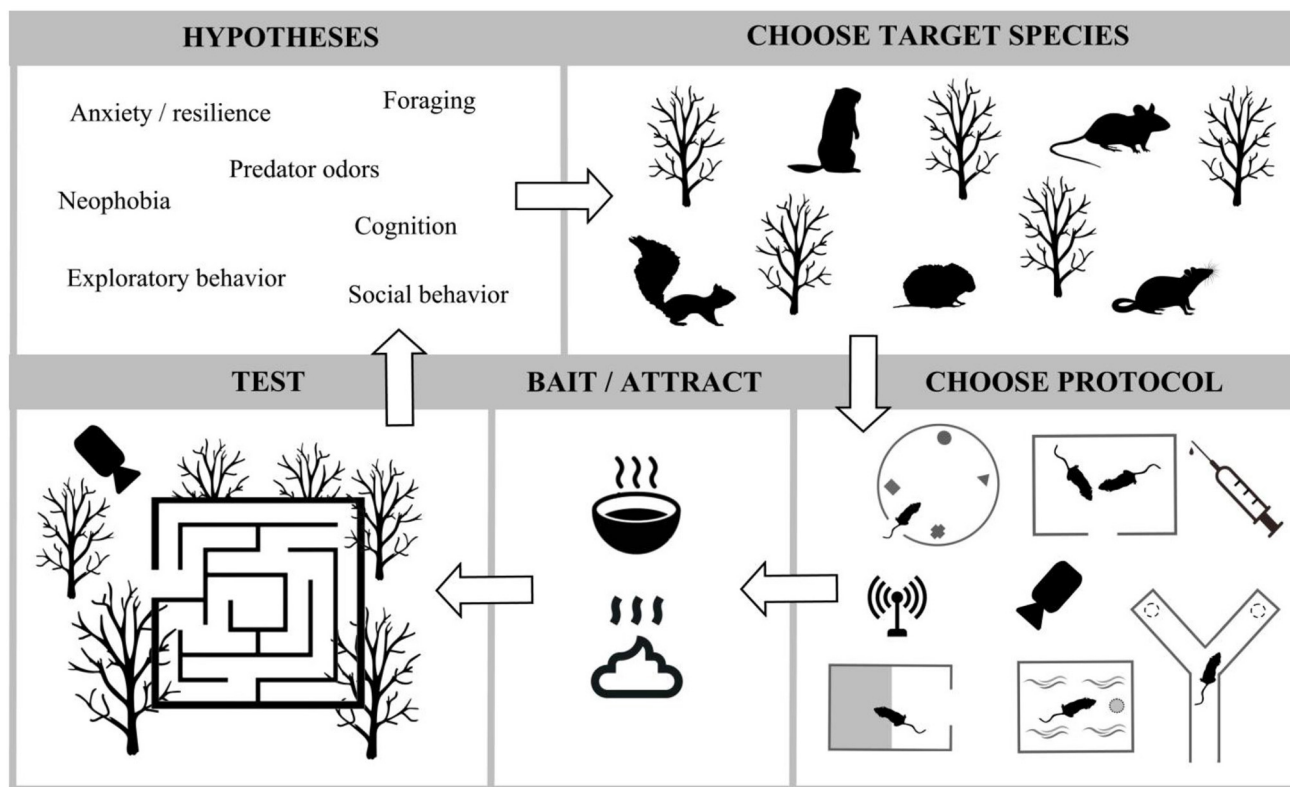 HYPOTHESES
Anxiety / resilience
Foraging
Predator odors
Neophobia
Cognition
Exploratory behavior
Social behavior
CHOOSE TARGET SPECIES
TEST
BAIT / ATTRACT
CHOOSE PROTOCOL